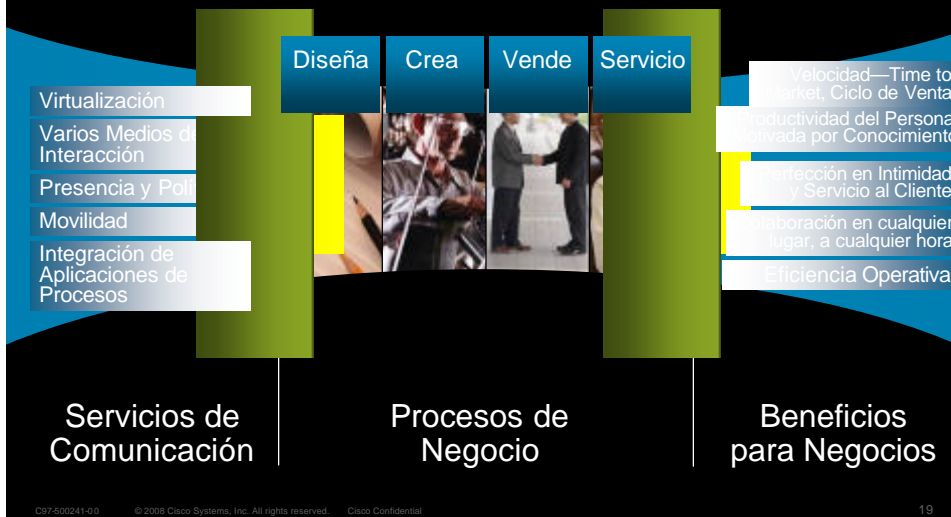 Diseña
Crea
Vende
Servicio
Virtualización
Varios Medios de
Interacción
Presencia y Polí
Movilidad
Integración de
Aplicaciones de
Procesos
Velocidad—Time to
Market, Ciclo de Venta
Productividad del Personal
Motivada por Conocimiento
Perfección en Intimidad
y Servicio al Cliente
Colaboración en cualquier
lugar, a cualquier hora
Eficiencia Operativa
Servicios de
Comunicación
Procesos de
Negocio
Beneficios
para Negocios
C97-500241-00 © 2008 Cisco Systems, Inc. All rights reserved. Cisco Confidential 19